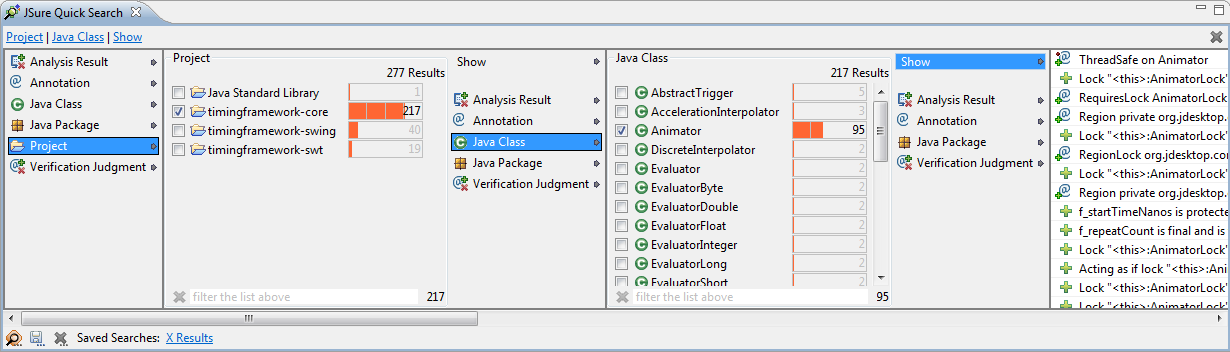 JSure Quick Search
Project | Java Class | Show
Analysis Result
Annotation
Java Class
Java Package
Project
Verification Judgment
Project
277 Results
Java Standard Library 1
timingframework-core 217
timingframework-swing 40
timingframework-swt 19
filter the list above 217
Show
Analysis Result
Annotation
Java Class
Java Package
Verification Judgment
Java Class
217 Results
AbstractTrigger 5
AccelerationInterpolator 3
Animator 95
DiscreteInterpolator 2
Evaluator 2
EvaluatorByte 2
EvaluatorDouble 2
EvaluatorFloat 2
EvaluatorInteger 2
EvaluatorLong 2
EvaluatorShort 2
filter the list above 95
Show
Analysis Result
Annotation
Java Class
Java Package
Verification Judgment
ThreadSafe on Animator
Lock "<this>:AnimatorLock"
RequiresLock AnimatorLock
Region private org.jdesktop.
Lock "<this>:AnimatorLock"
RegionLock org.jdesktop.co
Lock "<this>:AnimatorLock"
Region private org.jdesktop.
f_startTimeNanos is protecte
f_repeatCount is final and is
Lock "<this>:AnimatorLock"
Acting as if lock "<this>:Ani
Lock "<this>:AnimatorLock"
Lock "<this>:AnimatorLock"
Saved Searches: X Results